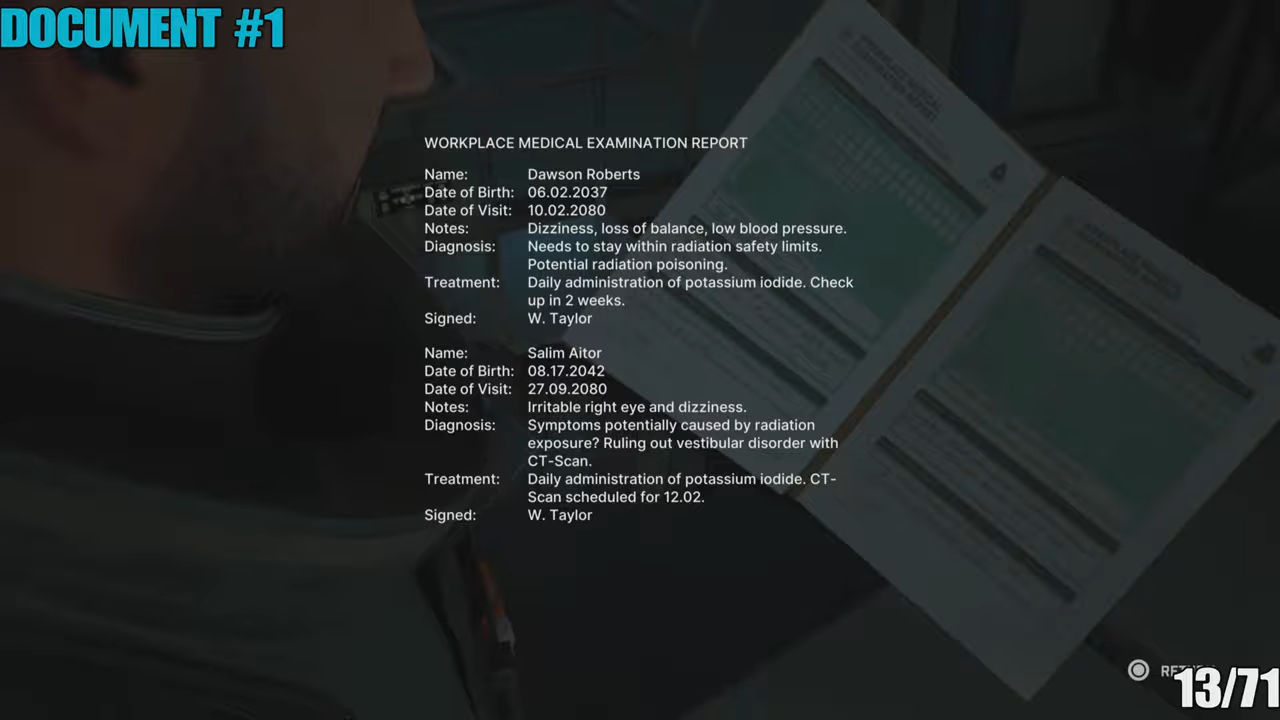 DOCUMENT #1
WORKPLACE MEDICAL EXAMINATION REPORT
Name: Dawson Roberts
Date of Birth: 06.02.2037
Date of Visit: 10.02.2080
Notes: Dizziness, loss of balance, low blood pressure.
Diagnosis: Needs to stay within radiation safety limits.
Potential radiation poisoning.
Treatment: Daily administration of potassium iodide. Check
up in 2 weeks.
Signed: W. Taylor
Name: Salim Aitor
Date of Birth: 08.17.2042
Date of Visit: 27.09.2080
Notes: Irritable right eye and dizziness.
Diagnosis: Symptoms potentially caused by radiation
exposure? Ruling out vestibular disorder with
CT-Scan.
Treatment: Daily administration of potassium iodide. CT-
Scan scheduled for 12.02.
Signed: W. Taylor
13/71